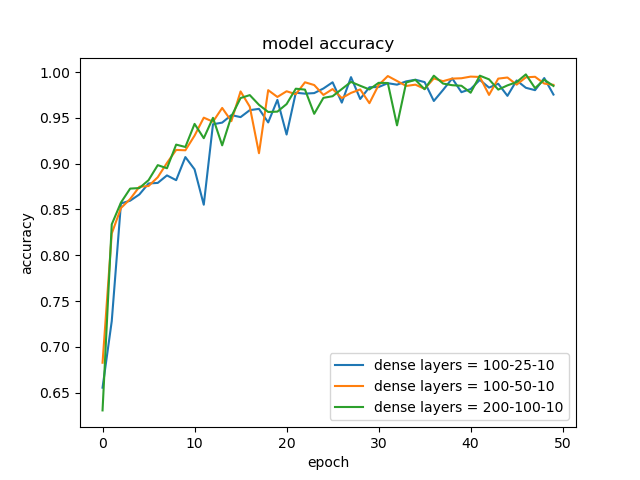 model accuracy
1.00
0.95
0.90
0.85
0.80
0.75
0.70
0.65
accuracy
dense layers = 100-25-10
dense layers = 100-50-10
dense layers = 200-100-10
0 10 20 30 40 50
epoch